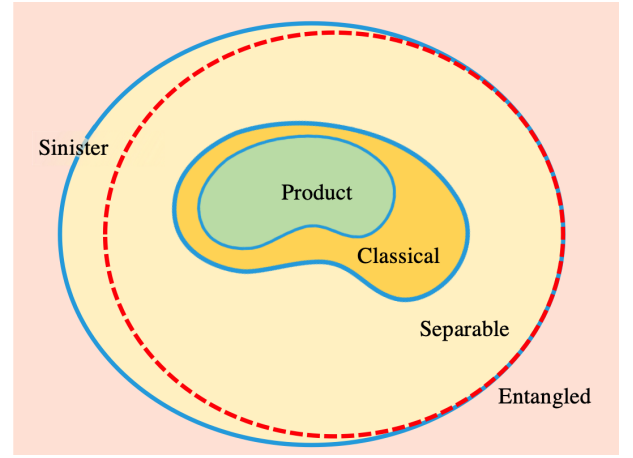 Sinister
Product
Classical
Separable
Entangled